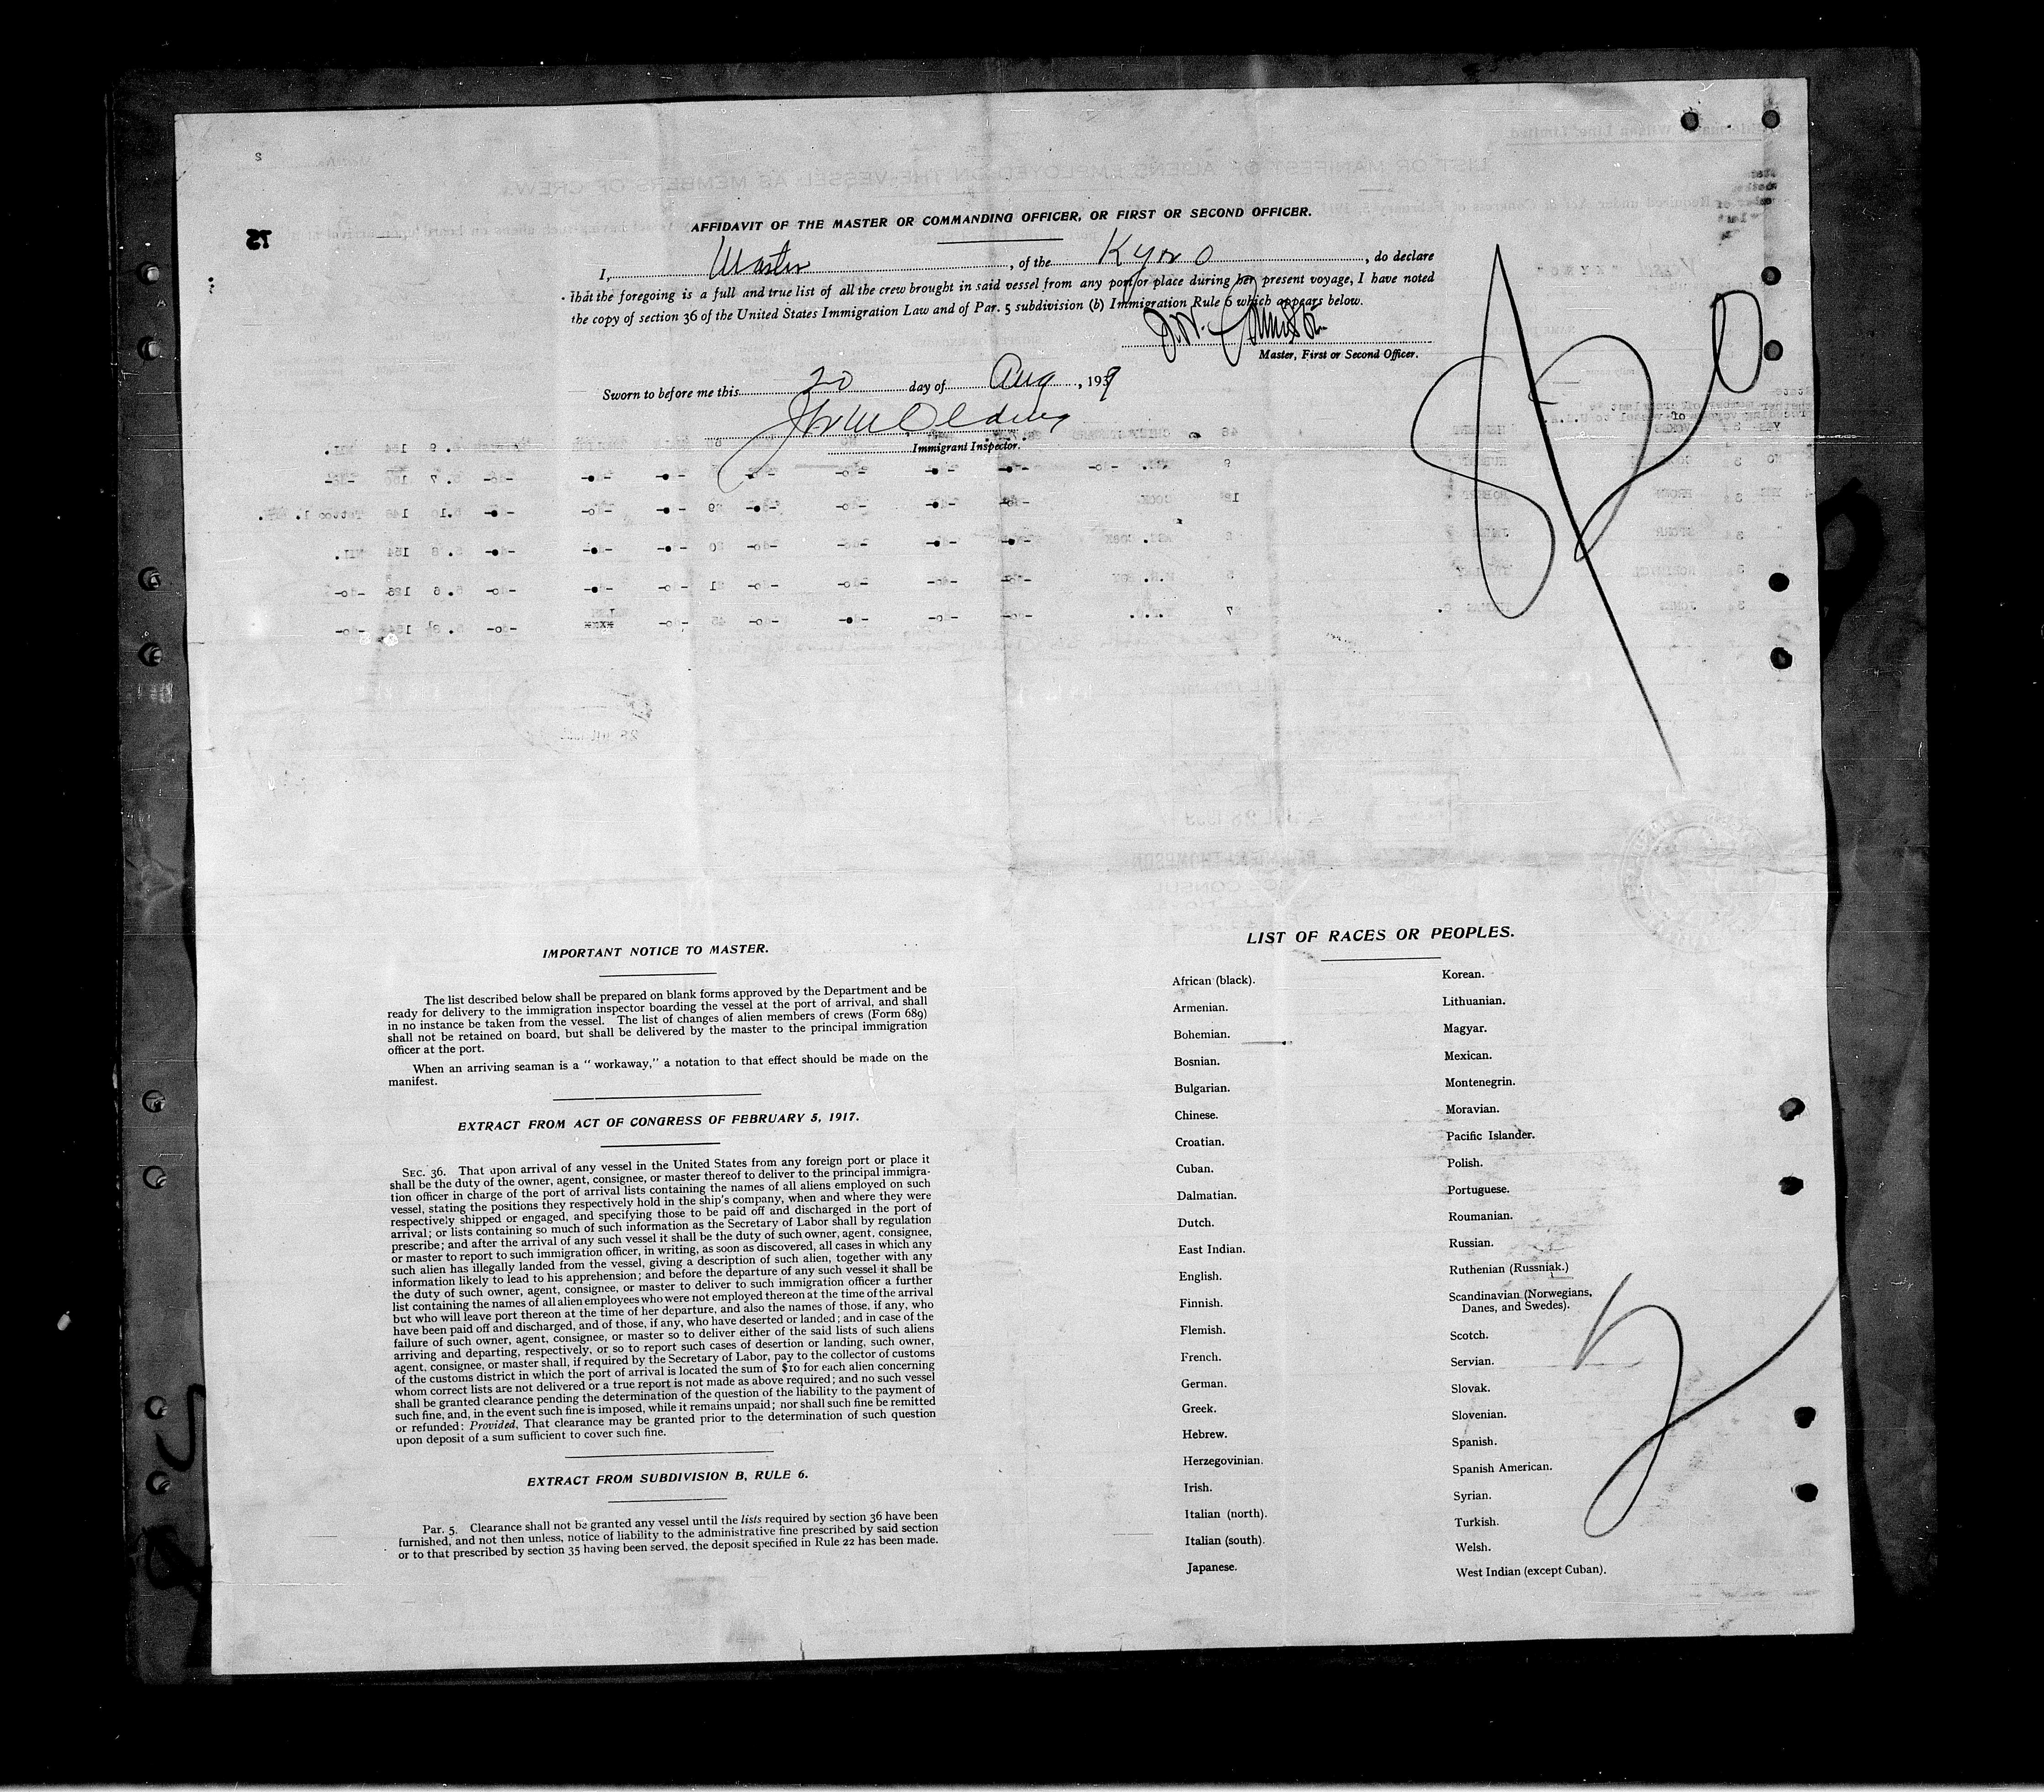 AFFIDAVIT OF THE MASTER OR COMMANDING OFFICER, OR FIRST OR SECOND OFFICER.
I, Master, of the Kyno, do declare
that the foregoing is a full and true list of all the crew brought in said vessel from any port or place during her present voyage, I have noted
the copy of section 36 of the United States Immigration Law and of Par. 5 subdivision (b) Immigration Rule 6 which appears below.
J.W.
Master, First or Second Officer.
Sworn to before me this 20 day of Aug, 1939
Immigrant Inspector.
IMPORTANT NOTICE TO MASTER.
The list described below shall be prepared on blank forms approved by the Department and be
ready for delivery to the immigration inspector boarding the vessel at the port of arrival, and shall
in no instance be taken from the vessel. The list of changes of alien members of crews (Form 689)
shall not be retained on board, but shall be delivered by the master to the principal immigration
officer at the port.
When an arriving seaman is a "workaway," a notation to that effect should be made on the
manifest.
EXTRACT FROM ACT OF CONGRESS OF FEBRUARY 5, 1917.
SEC. 36. That upon arrival of any vessel in the United States from any foreign port or place it
shall be the duty of the owner, agent, consignee, or master thereof to deliver to the principal immigra-
tion officer in charge of the port of arrival lists containing the names of all aliens employed on such
vessel, stating the positions they respectively hold in the ship's company, when and where they were
respectively shipped or engaged, and specifying those to be paid off and discharged in the port of
arrival; or lists containing so much of such information as the Secretary of Labor shall by regulation
prescribe; and after the arrival of any such vessel it shall be the duty of such owner, agent, consignee,
or master to report to such immigration officer, in writing, as soon as discovered, all cases in which any
such alien has illegally landed from the vessel, giving a description of such alien, together with any
information likely to lead to his apprehension; and before the departure of any such vessel it shall be
the duty of such owner, agent, consignee, or master to deliver to such immigration officer a further
list containing the names of all alien employees who were not employed thereon at the time of the arrival
but who will leave port thereon at the time of her departure, and also the names of those, if any, who
have been paid off and discharged, and of those, if any, who have deserted or landed; and in case of the
failure of such owner, agent, consignee, or master so to deliver either of the said lists of such aliens
arriving and departing, respectively, or so to report such cases of desertion or landing, such owner,
agent, consignee, or master shall, if required by the Secretary of Labor, pay to the collector of customs
of the customs district in which the port of arrival is located the sum of $10 for each alien concerning
whom correct lists are not delivered or a true report is not made as above required; and no such vessel
shall be granted clearance pending the determination of the question of the liability to the payment of
such fine, and, in the event such fine is imposed, while it remains unpaid; nor shall such fine be remitted
or refunded: Provided, That clearance may be granted prior to the determination of such question
upon deposit of a sum sufficient to cover such fine.
EXTRACT FROM SUBDIVISION B, RULE 6.
Par. 5. Clearance shall not be granted any vessel until the lists required by section 36 have been
furnished, and not then unless, notice of liability to the administrative fine prescribed by said section
or to that prescribed by section 35 having been served, the deposit specified in Rule 22 has been made.
LIST OF RACES OR PEOPLES.
African (black).
Armenian.
Bohemian.
Bosnian.
Bulgarian.
Chinese.
Croatian.
Cuban.
Dalmatian.
Dutch.
East Indian.
English.
Finnish.
Flemish.
French.
German.
Greek.
Hebrew.
Herzegovinian.
Irish.
Italian (north).
Italian (south).
Japanese.
Korean.
Lithuanian.
Magyar.
Mexican.
Montenegrin.
Moravian.
Pacific Islander.
Polish.
Portuguese.
Roumanian.
Russian.
Ruthenian (Russniak.)
Scandinavian (Norwegians,
Danes, and Swedes).
Scotch.
Servian.
Slovak.
Slovenian.
Spanish.
Spanish American.
Syrian.
Turkish.
Welsh.
West Indian (except Cuban).